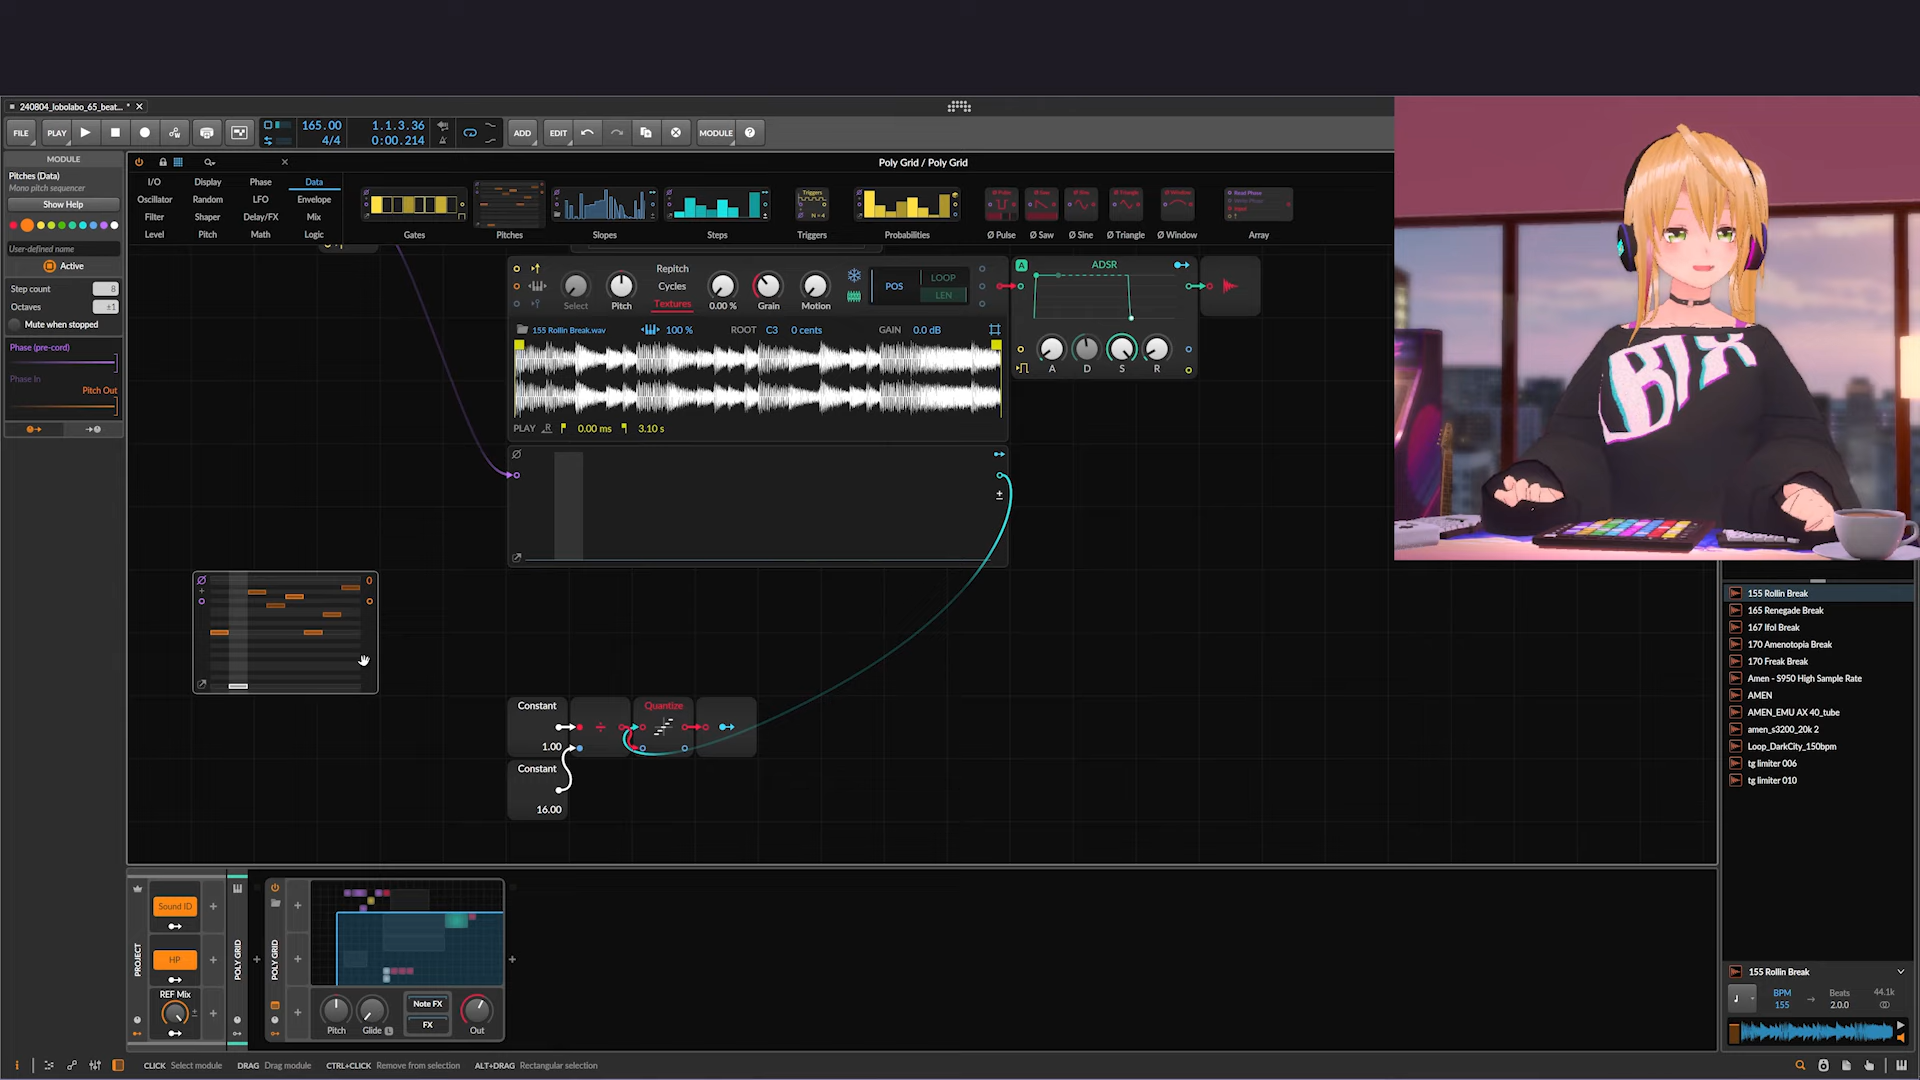 240804_lobolabo_65_beat... *
FILE
PLAY
165.00
4/4
1.1.3.36
0:00.214
ADD
EDIT
MODULE
MODULE
Pitches (Data)
Mono pitch sequencer
Show Help
User-defined name
Active
Step count
8
Octaves
±1
Mute when stopped
Phase (pre-cord)
Phase In
Pitch Out
Poly Grid / Poly Grid
I/O
Display
Phase
Data
Oscillator
Random
LFO
Envelope
Filter
Shaper
Delay/FX
Mix
Level
Pitch
Math
Logic
Gates
Pitches
Slopes
Steps
Triggers
N = 4
Triggers
Probabilities
Ø Pulse
Ø Saw
Ø Sine
Ø Triangle
Ø Window
Array
Select
Pitch
Repitch
Cycles
Textures
0.00 %
Grain
Motion
POS
LOOP
LEN
155 Rollin Break.wav
100 %
ROOT
C3
0 cents
GAIN
0.0 dB
PLAY
0.00 ms
3.10 s
A
ADSR
A
D
S
R
Constant
1.00
Constant
16.00
Quantize
BTX
155 Rollin Break
165 Renegade Break
167 Ifol Break
170 Amenotopia Break
170 Freak Break
Amen - S950 High Sample Rate
AMEN
AMEN_EMU AX 40_tube
amen_s3200_20k 2
Loop_DarkCity_150bpm
tg limiter 006
tg limiter 010
155 Rollin Break
BPM
155
Beats
2.0.0
44.1k
PROJECT
Sound ID
HP
REF Mix
POLY GRID
POLY GRID
Pitch
Glide
L
Note FX
FX
Out
CLICK Select module
DRAG Drag module
CTRL+CLICK Remove from selection
ALT+DRAG Rectangular selection